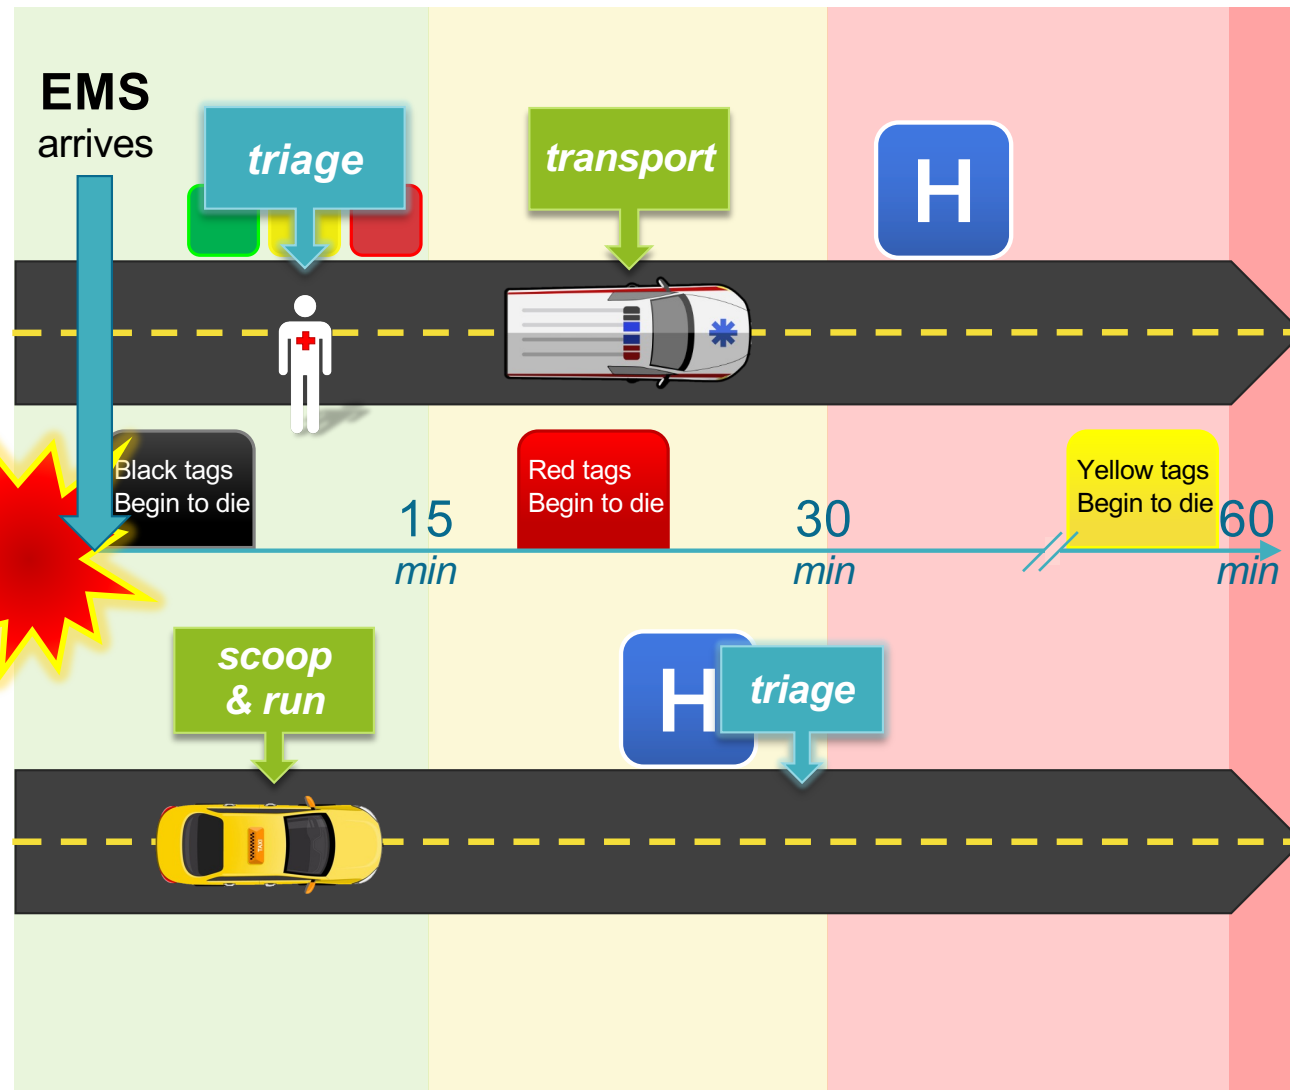 EMS
arrives
triage
transport
H
Black tags
Begin to die
15
min
Red tags
Begin to die
30
min
Yellow tags
Begin to die
60
min
scoop
& run
H
triage
TAXI